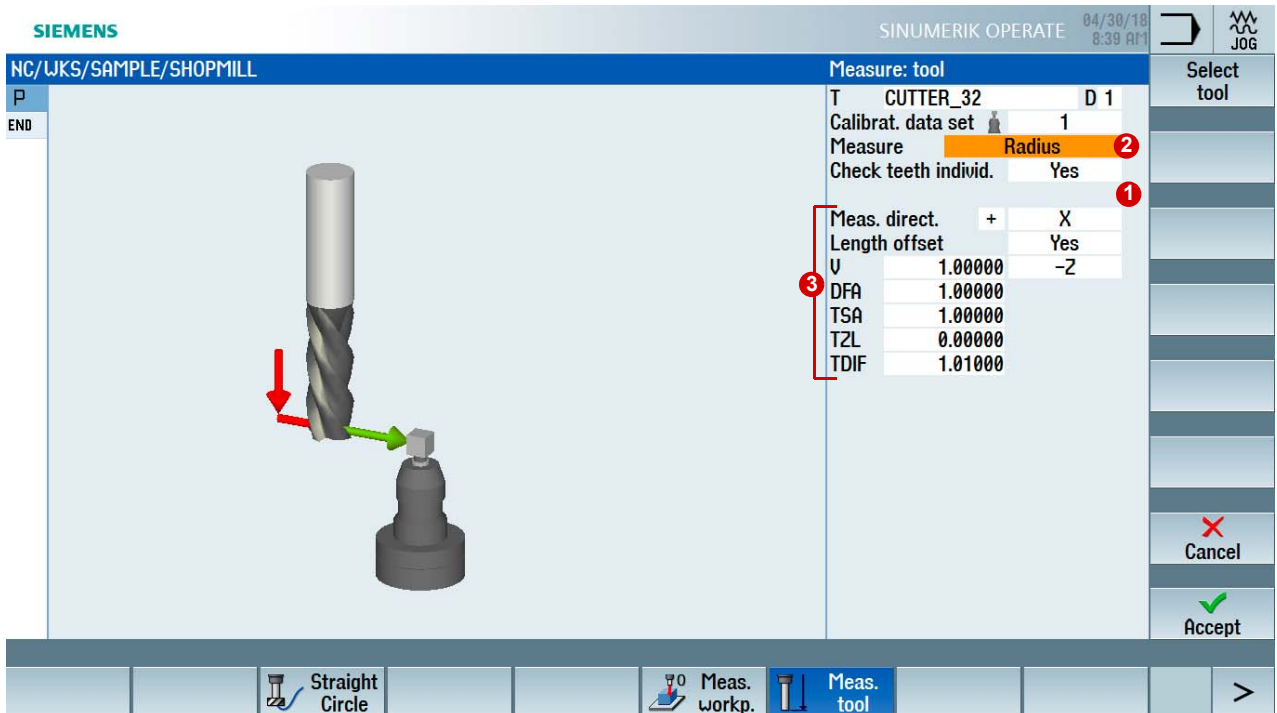 SIEMENS
SINUMERIK OPERATE
04/30/18
8:39 AM
JOG
NC/WKS/SAMPLE/SHOPMILL
Measure: tool
Select
tool
P
END
T CUTTER_32 D 1
Calibrat. data set 1
Measure Radius 2
Check teeth individ. Yes
1
Meas. direct. + X
Length offset Yes
V 1.00000 -Z
3
DFA 1.00000
TSA 1.00000
TZL 0.00000
TDIF 1.01000
Cancel
Accept
Straight
Circle
Meas.
workp.
Meas.
tool
>